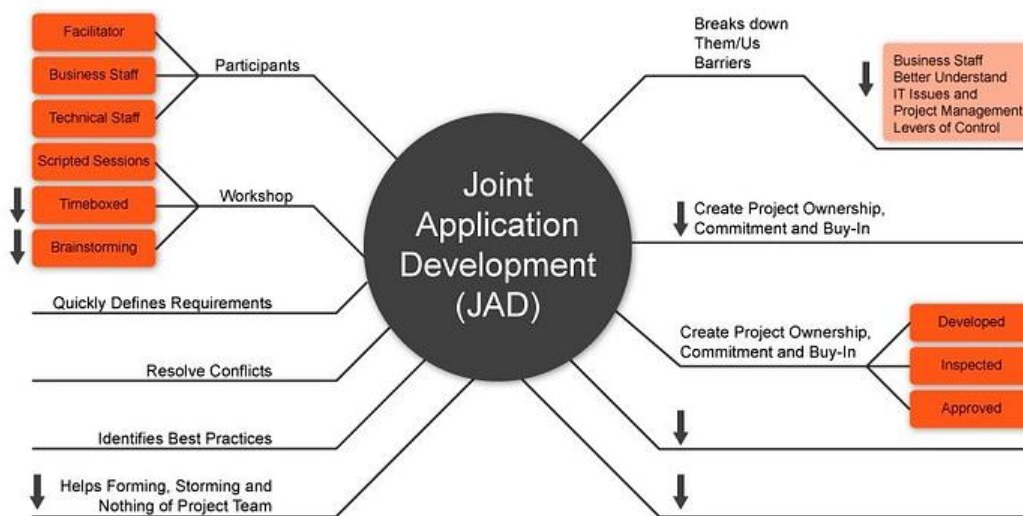 Facilitator
Business Staff
Technical Staff
Participants
Scripted Sessions
Timeboxed
Brainstorming
Workshop
Quickly Defines Requirements
Resolve Conflicts
Identifies Best Practices
Helps Forming, Storming and
Nothing of Project Team
Joint
Application
Development
(JAD)
Breaks down
Them/Us
Barriers
Business Staff
Better Understand
IT Issues and
Project Management
Levers of Control
Create Project Ownership,
Commitment and Buy-In
Create Project Ownership,
Commitment and Buy-In
Developed
Inspected
Approved